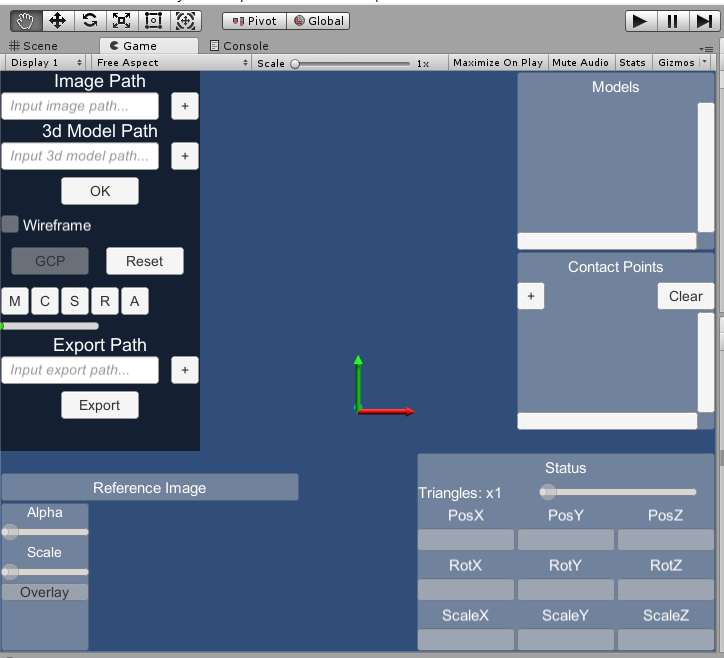 Pivot Global
Scene Game Console
Display 1 Free Aspect Scale 1x Maximize On Play Mute Audio Stats Gizmos
Image Path
Input image path... +
3d Model Path
Input 3d model path... +
OK
Wireframe
GCP Reset
M C S R A
Export Path
Input export path... +
Export
Models
Contact Points
+ Clear
Reference Image
Alpha
Scale
Overlay
Status
Triangles: x1
PosX PosY PosZ
RotX RotY RotZ
ScaleX ScaleY ScaleZ